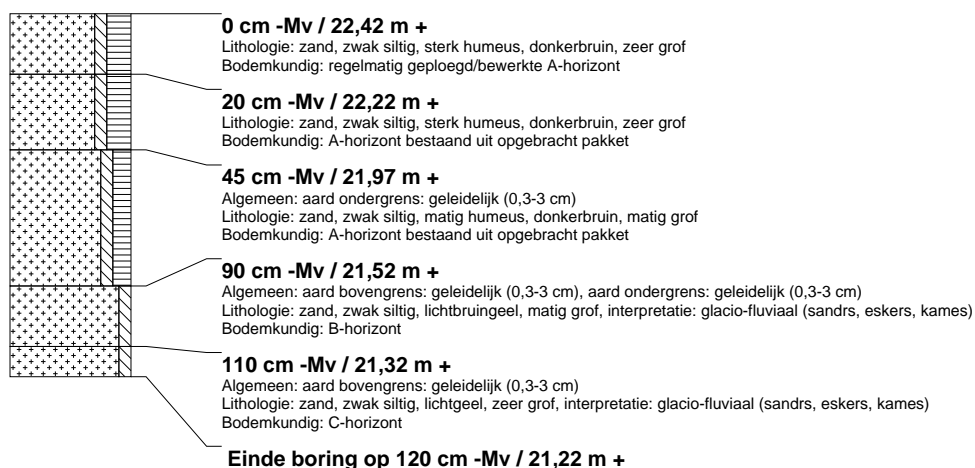 0 cm -Mv / 22,42 m +
Lithologie: zand, zwak siltig, sterk humeus, donkerbruin, zeer grof
Bodemkundig: regelmatig geploegd/bewerkte A-horizont
20 cm -Mv / 22,22 m +
Lithologie: zand, zwak siltig, sterk humeus, donkerbruin, zeer grof
Bodemkundig: A-horizont bestaand uit opgebracht pakket
45 cm -Mv / 21,97 m +
Algemeen: aard ondergrens: geleidelijk (0,3-3 cm)
Lithologie: zand, zwak siltig, matig humeus, donkerbruin, matig grof
Bodemkundig: A-horizont bestaand uit opgebracht pakket
90 cm -Mv / 21,52 m +
Algemeen: aard bovengrens: geleidelijk (0,3-3 cm), aard ondergrens: geleidelijk (0,3-3 cm)
Lithologie: zand, zwak siltig, lichtbruingeel, matig grof, interpretatie: glacio-fluviaal (sandrs, eskers, kames)
Bodemkundig: B-horizont
110 cm -Mv / 21,32 m +
Algemeen: aard bovengrens: geleidelijk (0,3-3 cm)
Lithologie: zand, zwak siltig, lichtgeel, zeer grof, interpretatie: glacio-fluviaal (sandrs, eskers, kames)
Bodemkundig: C-horizont
Einde boring op 120 cm -Mv / 21,22 m +